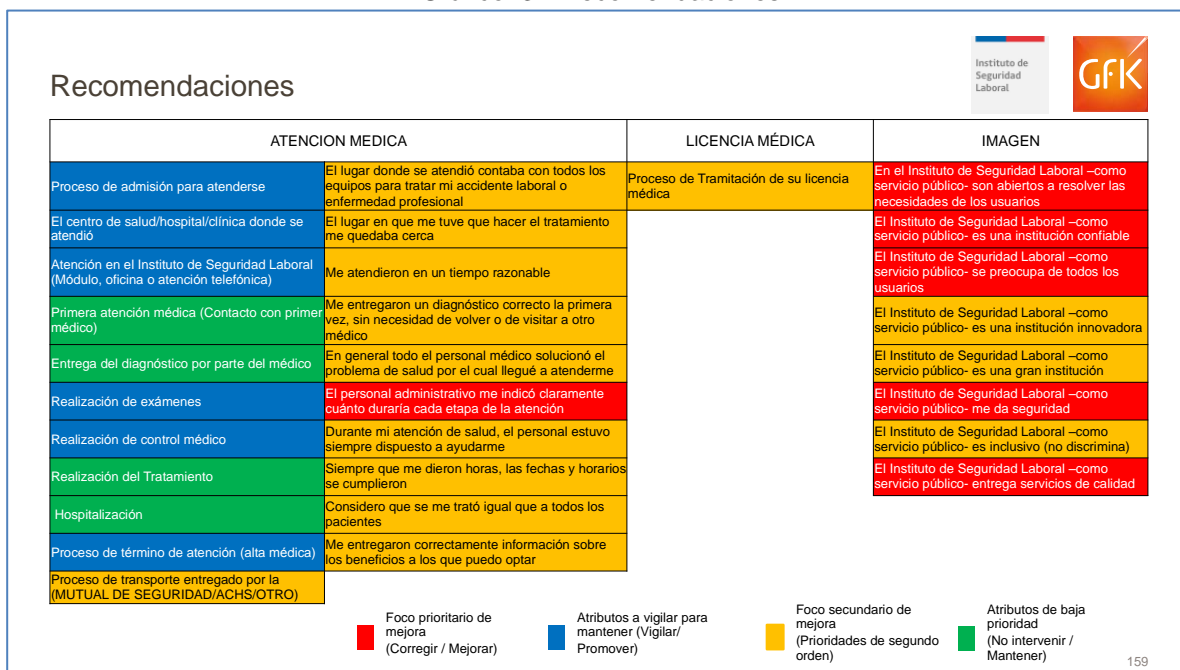 Recomendaciones
Instituto de
Seguridad
Laboral
GfK
ATENCION MEDICA
LICENCIA MÉDICA
IMAGEN
Proceso de admisión para atenderse
El lugar donde se atendió contaba con todos los
equipos para tratar mi accidente laboral o
enfermedad profesional
Proceso de Tramitación de su licencia
médica
En el Instituto de Seguridad Laboral –como
servicio público- son abiertos a resolver las
necesidades de los usuarios
El centro de salud/hospital/clínica donde se
atendió
El lugar en que me tuve que hacer el tratamiento
me quedaba cerca
El Instituto de Seguridad Laboral –como
servicio público- es una institución confiable
Atención en el Instituto de Seguridad Laboral
(Módulo, oficina o atención telefónica)
Me atendieron en un tiempo razonable
El Instituto de Seguridad Laboral –como
servicio público- se preocupa de todos los
usuarios
Primera atención médica (Contacto con primer
médico)
Me entregaron un diagnóstico correcto la primera
vez, sin necesidad de volver o de visitar a otro
médico
El Instituto de Seguridad Laboral –como
servicio público- es una institución innovadora
Entrega del diagnóstico por parte del médico
En general todo el personal médico solucionó el
problema de salud por el cual llegué a atenderme
El Instituto de Seguridad Laboral –como
servicio público- es una gran institución
Realización de exámenes
El personal administrativo me indicó claramente
cuánto duraría cada etapa de la atención
El Instituto de Seguridad Laboral –como
servicio público- me da seguridad
Realización de control médico
Durante mi atención de salud, el personal estuvo
siempre dispuesto a ayudarme
El Instituto de Seguridad Laboral –como
servicio público- es inclusivo (no discrimina)
Realización del Tratamiento
Siempre que me dieron horas, las fechas y horarios
se cumplieron
El Instituto de Seguridad Laboral –como
servicio público- entrega servicios de calidad
Hospitalización
Considero que se me trató igual que a todos los
pacientes
Proceso de término de atención (alta médica)
Me entregaron correctamente información sobre
los beneficios a los que puedo optar
Proceso de transporte entregado por la
(MUTUAL DE SEGURIDAD/ACHS/OTRO)
Foco prioritario de
mejora
(Corregir / Mejorar)
Atributos a vigilar para
mantener (Vigilar/
Promover)
Foco secundario de
mejora
(Prioridades de segundo
orden)
Atributos de baja
prioridad
(No intervenir /
Mantener)
159